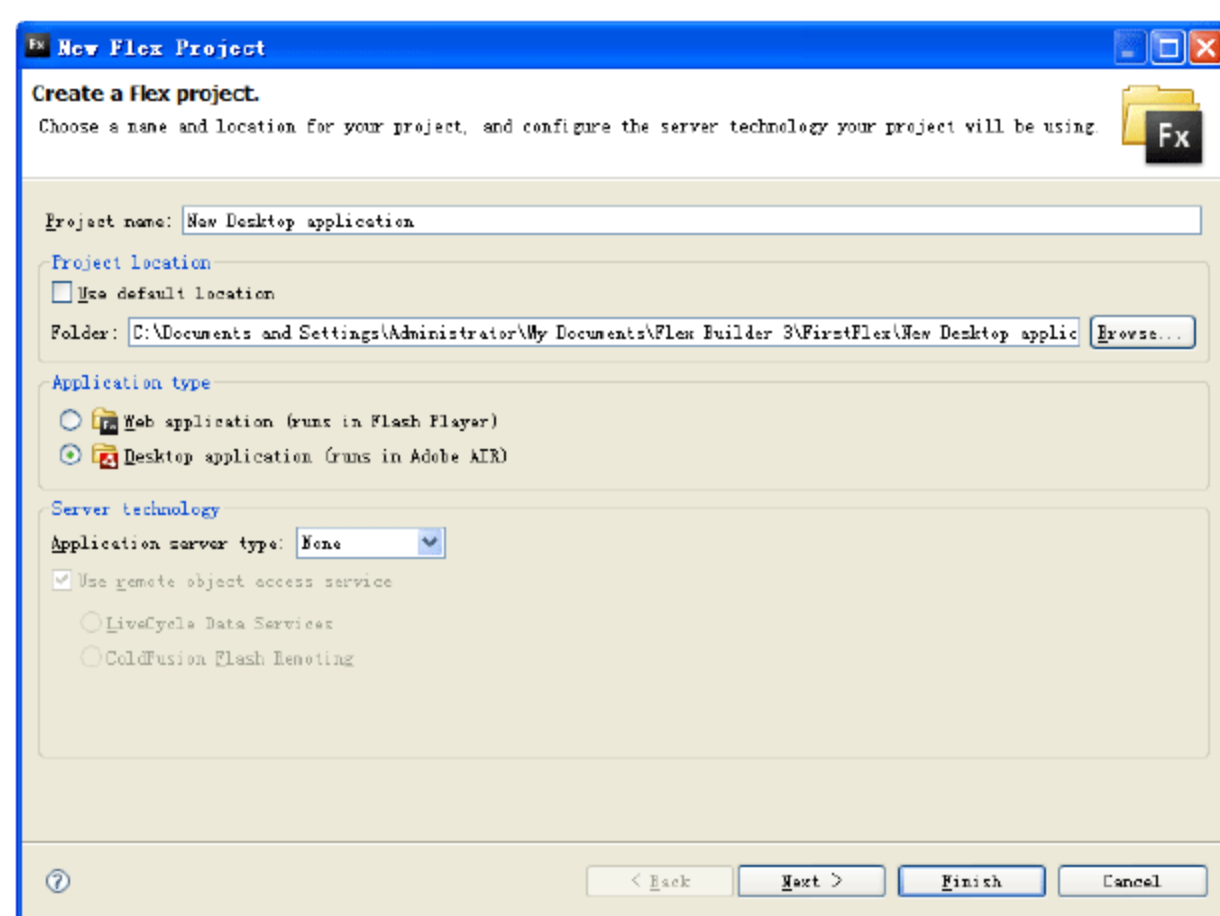 Fx New Flex Project
Create a Flex project.
Choose a name and location for your project, and configure the server technology your project will be using.
Fx
Project name: New Desktop application
Project location
Use default location
Folder: C:\Documents and Settings\Administrator\My Documents\Flex Builder 3\FirstFlex\New Desktop applic Browse...
Application type
Web application (runs in Flash Player)
Desktop application (runs in Adobe AIR)
Server technology
Application server type: None
Use remote object access service
LiveCycle Data Services
ColdFusion Flash Remoting
? < Back Next > Finish Cancel